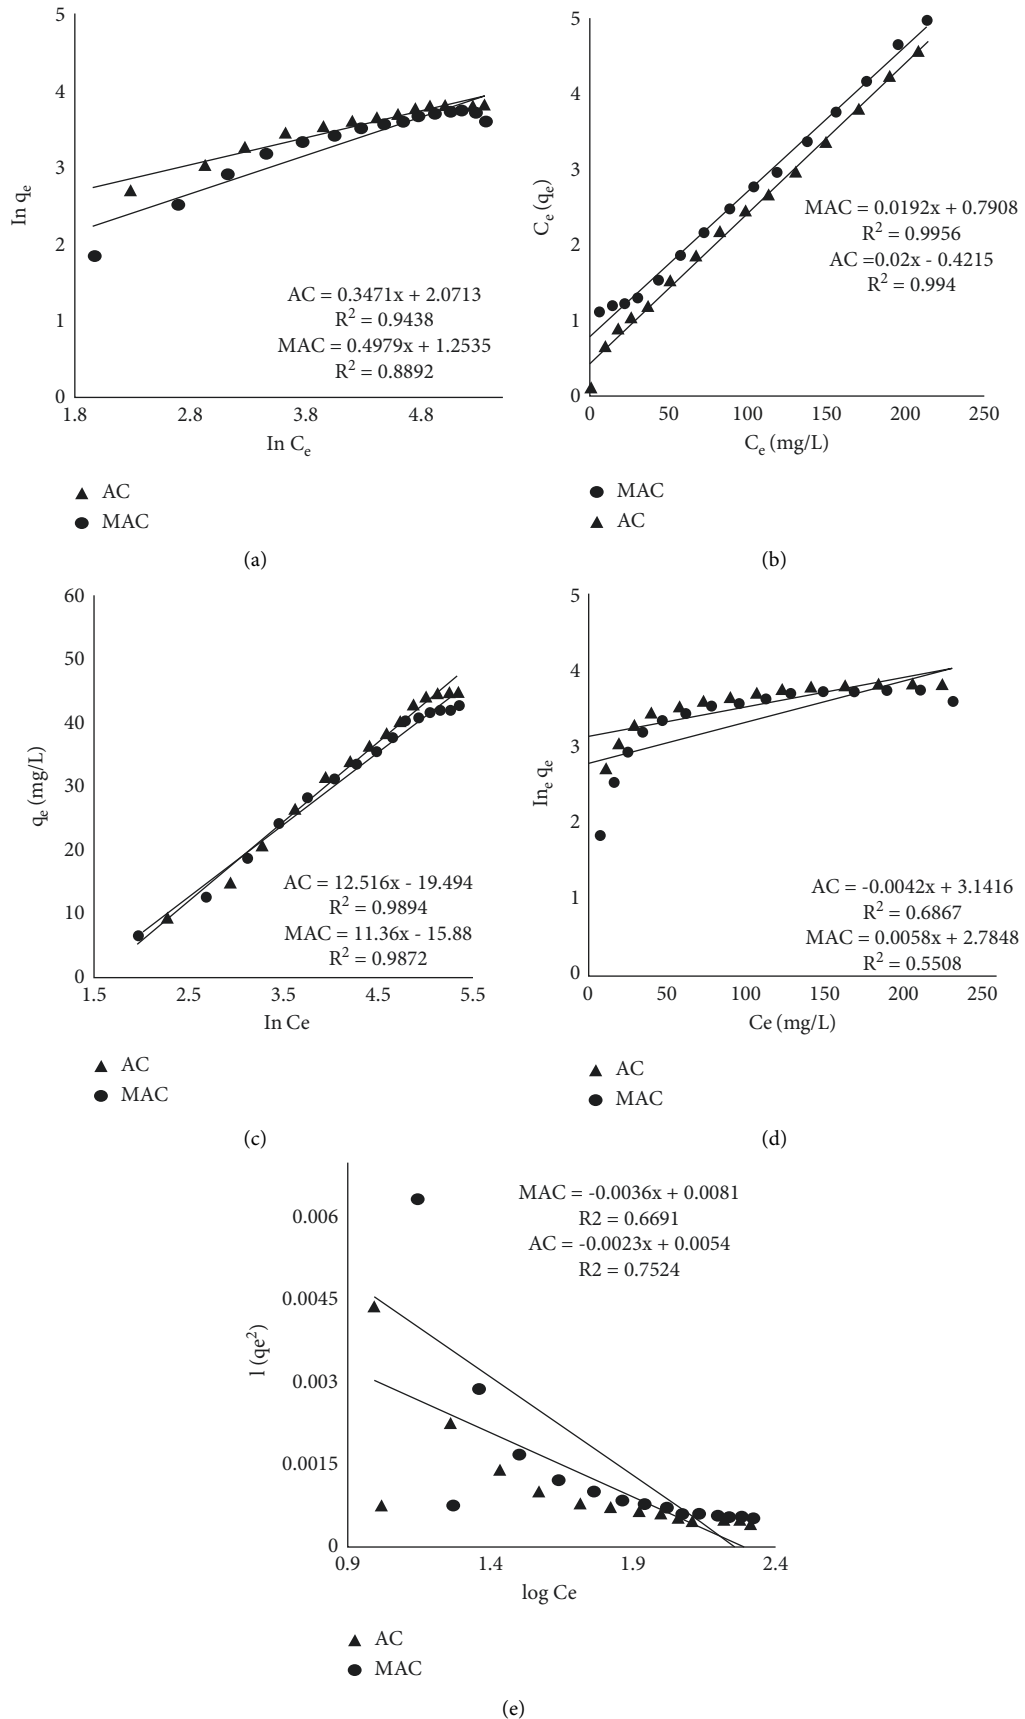 5
4
3
2
1
0
In qₑ
1.8 2.8 3.8 4.8
In Cₑ
AC = 0.3471x + 2.0713
R² = 0.9438
MAC = 0.4979x + 1.2535
R² = 0.8892
AC
MAC
(a)
5
4
3
2
1
0
Cₑ (qₑ)
0 50 100 150 200 250
Cₑ (mg/L)
MAC = 0.0192x + 0.7908
R² = 0.9956
AC =0.02x - 0.4215
R² = 0.994
MAC
AC
(b)
60
50
40
30
20
10
0
qₑ (mg/L)
1.5 2.5 3.5 4.5 5.5
In Ce
AC = 12.516x - 19.494
R² = 0.9894
MAC = 11.36x - 15.88
R² = 0.9872
AC
MAC
(c)
5
4
3
2
1
0
Inₑ qₑ
0 50 100 150 200 250
Ce (mg/L)
AC = -0.0042x + 3.1416
R² = 0.6867
MAC = 0.0058x + 2.7848
R² = 0.5508
AC
MAC
(d)
0.006
0.0045
0.003
0.0015
0
1 (qe²)
0.9 1.4 1.9 2.4
log Ce
MAC = -0.0036x + 0.0081
R2 = 0.6691
AC = -0.0023x + 0.0054
R2 = 0.7524
AC
MAC
(e)